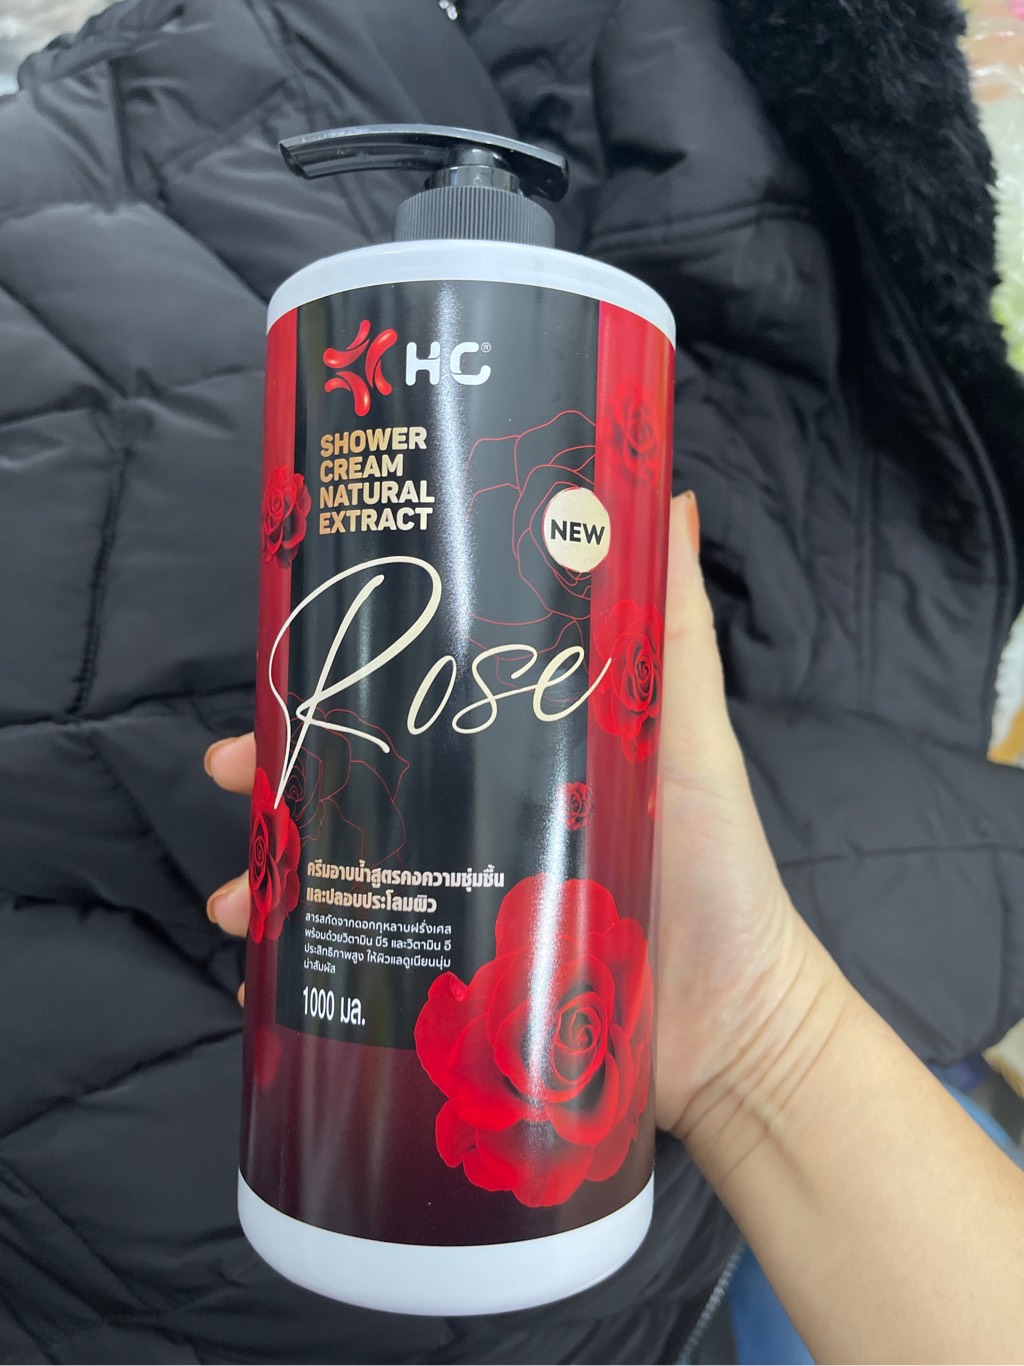 HG®
SHOWER
CREAM
NATURAL
EXTRACT
NEW
Rose
ครีมอาบน้ำสูตรคงความชุ่มชื้น
และปลอบประโลมผิว
สารสกัดจากดอกกุหลาบฝรั่งเศส
พร้อมด้วยวิตามิน บี5 และวิตามิน อี
ประสิทธิภาพสูง ให้ผิวแลดูเนียนนุ่ม
น่าสัมผัส
1000 มล.